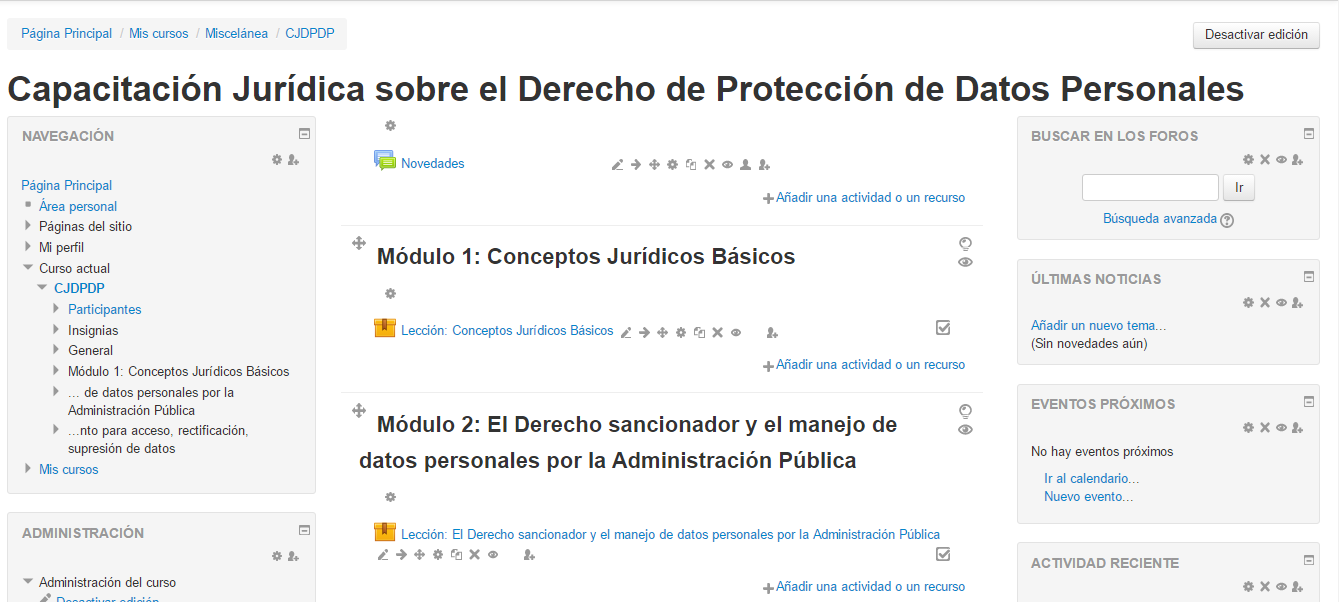 Página Principal / Mis cursos / Miscelánea / CJDPDP
Desactivar edición
Capacitación Jurídica sobre el Derecho de Protección de Datos Personales
NAVEGACIÓN
Página Principal
Área personal
Páginas del sitio
Mi perfil
Curso actual
CJDPDP
Participantes
Insignias
General
Módulo 1: Conceptos Jurídicos Básicos
... de datos personales por la
Administración Pública
...nto para acceso, rectificación,
supresión de datos
Mis cursos
ADMINISTRACIÓN
Administración del curso
Desactivar edición
Novedades
Añadir una actividad o un recurso
Módulo 1: Conceptos Jurídicos Básicos
Lección: Conceptos Jurídicos Básicos
Añadir una actividad o un recurso
Módulo 2: El Derecho sancionador y el manejo de
datos personales por la Administración Pública
Lección: El Derecho sancionador y el manejo de datos personales por la Administración Pública
Añadir una actividad o un recurso
BUSCAR EN LOS FOROS
Ir
Búsqueda avanzada
ÚLTIMAS NOTICIAS
Añadir un nuevo tema...
(Sin novedades aún)
EVENTOS PRÓXIMOS
No hay eventos próximos
Ir al calendario...
Nuevo evento...
ACTIVIDAD RECIENTE